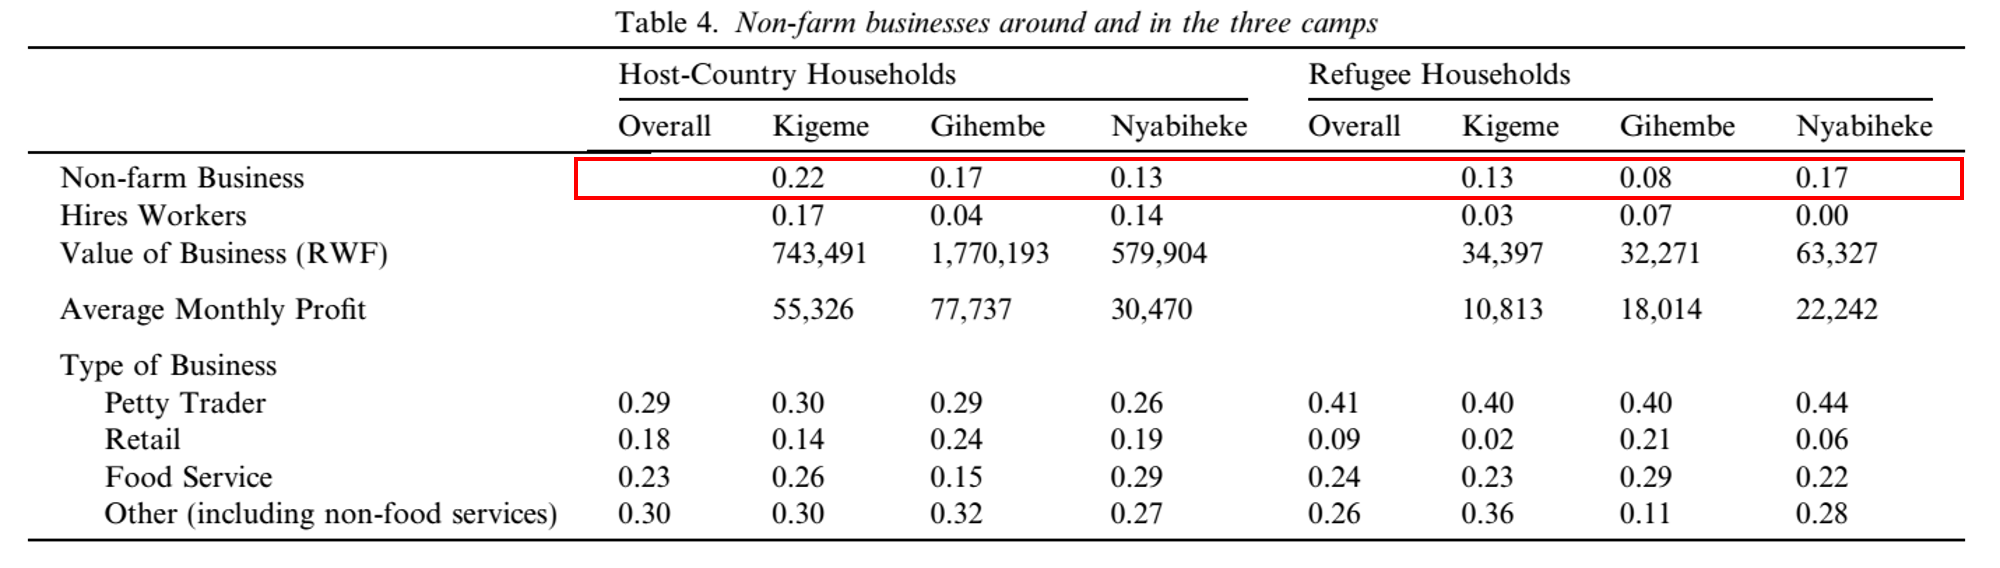 Table 4. Non-farm businesses around and in the three camps
Host-Country Households Refugee Households
Overall Kigeme Gihembe Nyabiheke Overall Kigeme Gihembe Nyabiheke
Non-farm Business 0.22 0.17 0.13 0.13 0.08 0.17
Hires Workers 0.17 0.04 0.14 0.03 0.07 0.00
Value of Business (RWF) 743,491 1,770,193 579,904 34,397 32,271 63,327
Average Monthly Profit 55,326 77,737 30,470 10,813 18,014 22,242
Type of Business
Petty Trader 0.29 0.30 0.29 0.26 0.41 0.40 0.40 0.44
Retail 0.18 0.14 0.24 0.19 0.09 0.02 0.21 0.06
Food Service 0.23 0.26 0.15 0.29 0.24 0.23 0.29 0.22
Other (including non-food services) 0.30 0.30 0.32 0.27 0.26 0.36 0.11 0.28